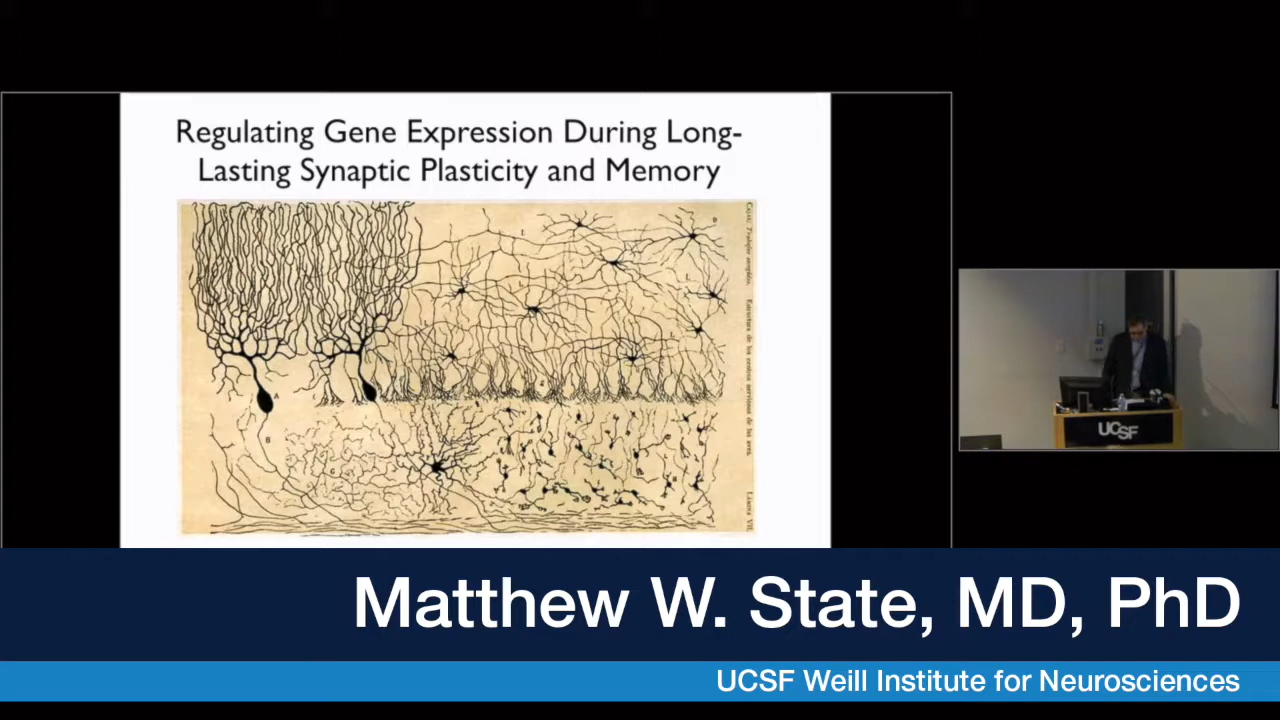 Regulating Gene Expression During Long-
Lasting Synaptic Plasticity and Memory
A
B
G
UCSF
Matthew W. State, MD, PhD
UCSF Weill Institute for Neurosciences